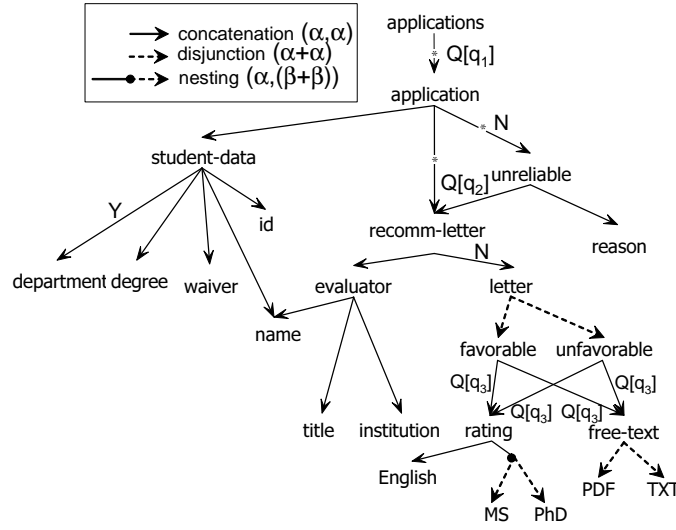 concatenation (α,α)
disjunction (α+α)
nesting (α,(β+β))
applications
* Q[q₁]
application
* * N
student-data
Q[q₂] unreliable
Y
id
recomm-letter
reason
N
department degree waiver
evaluator letter
name
favorable unfavorable
Q[q₃] Q[q₃] Q[q₃] Q[q₃]
title institution rating free-text
English
PDF TXT
MS PhD